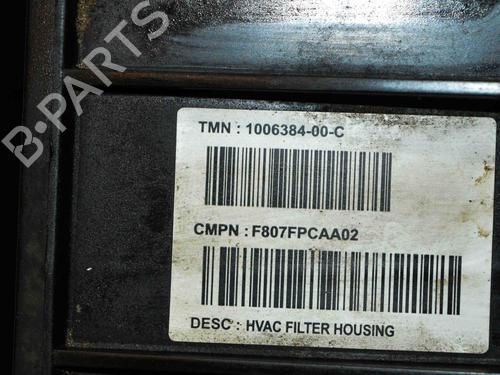 B-PARTS
TMN : 1006384-00-C
CMPN : F807FPCAA02
DESC : HVAC FILTER HOUSING